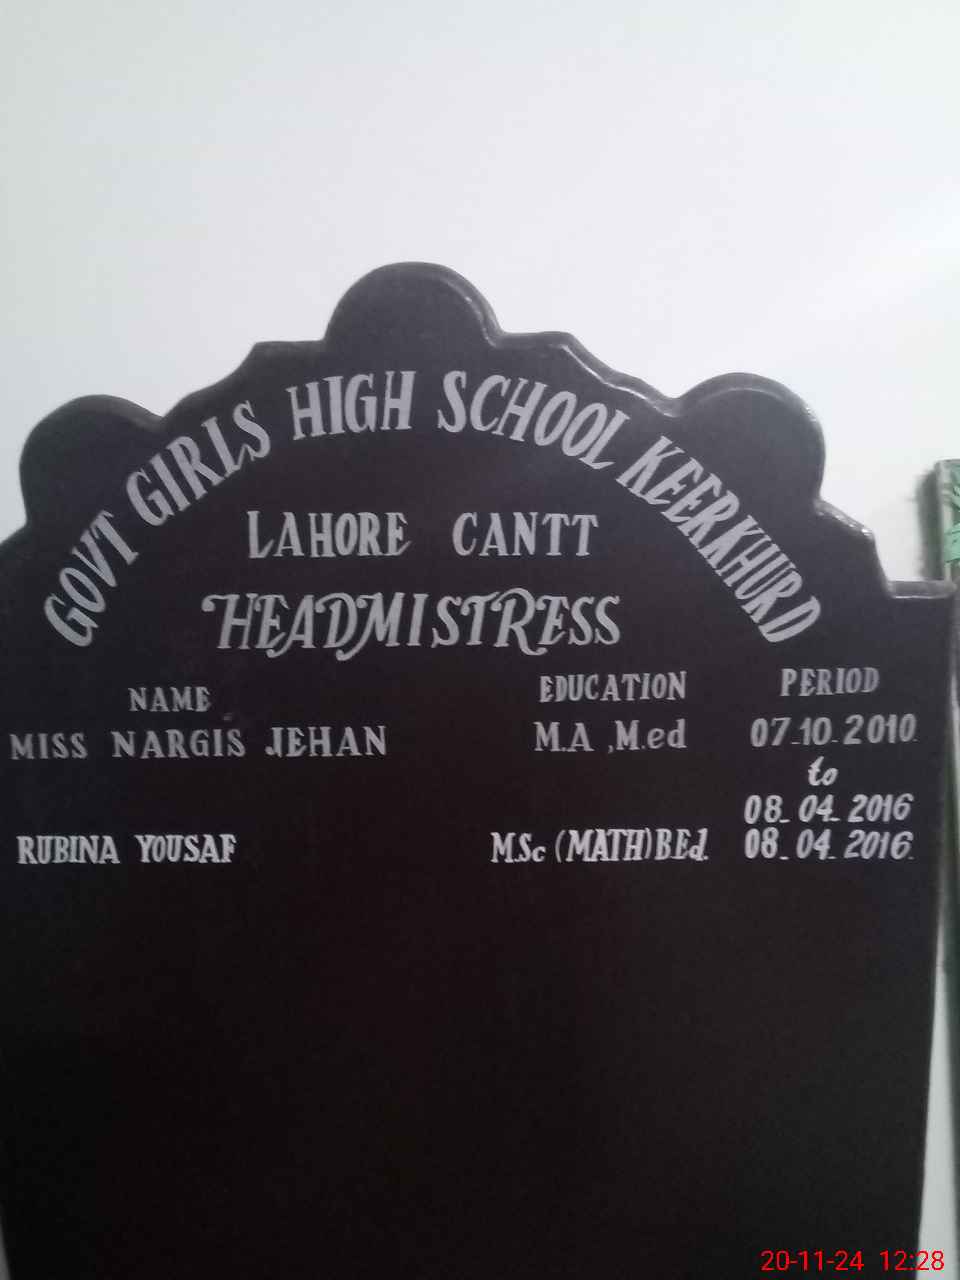 GOVT GIRLS HIGH SCHOOL KEERKHURD
LAHORE CANTT
HEADMISTRESS
NAME EDUCATION PERIOD
MISS NARGIS JEHAN M.A ,M.ed 07-10-2010
to
08-04-2016
RUBINA YOUSAF M.Sc (MATH)B.Ed. 08-04-2016
20-11-24 12:28